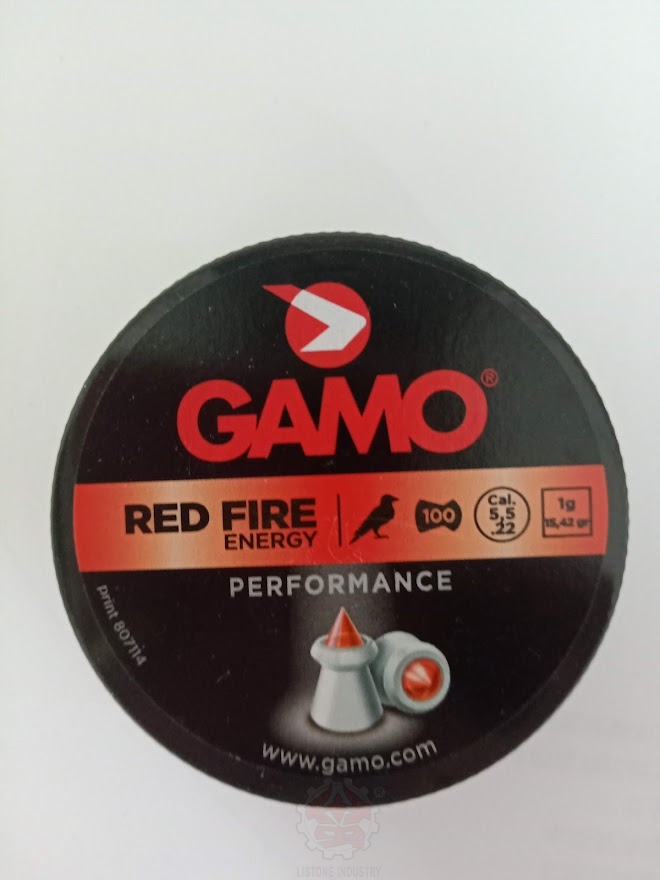 GAMO®
RED FIRE
ENERGY
100
Cal.
5,5
.22
1g
15,42 gr
PERFORMANCE
print 807114
www.gamo.com
®
LISTONE INDUSTRY